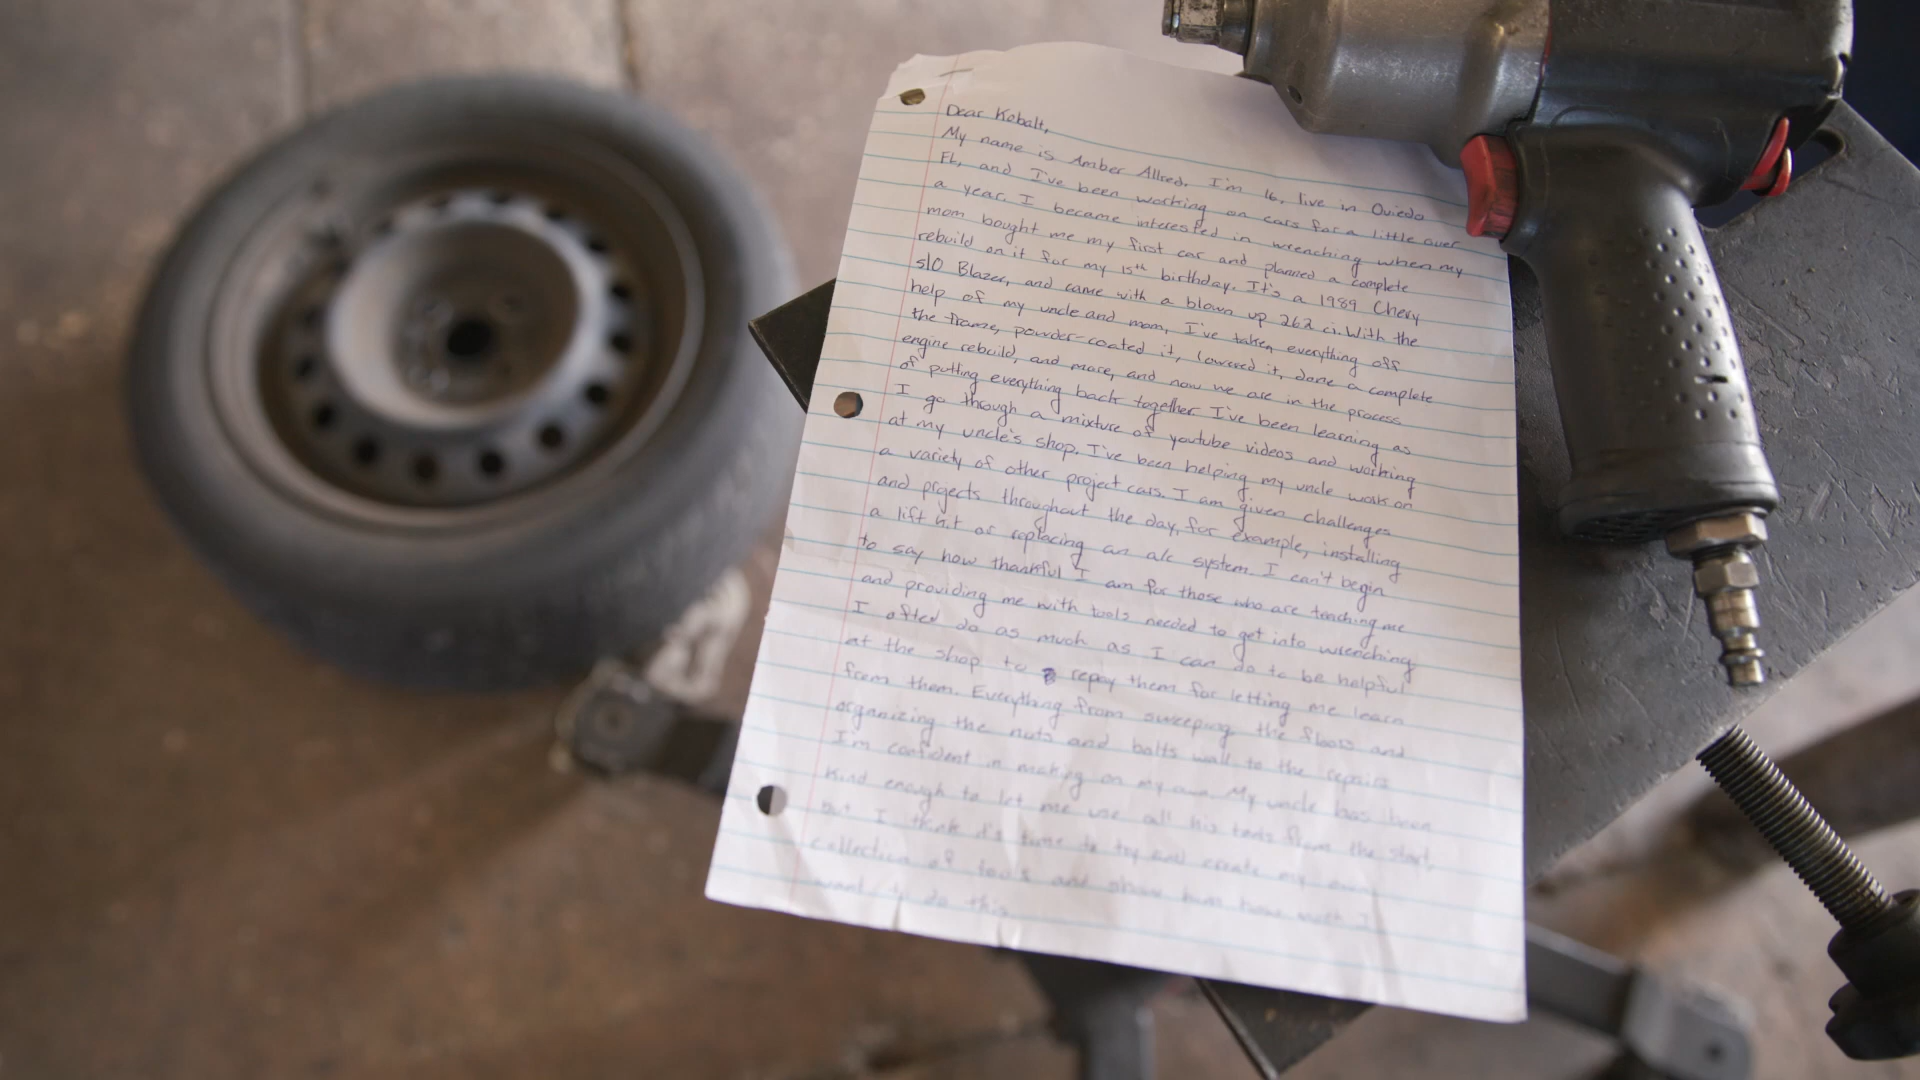 Dear Kobalt,
My name is Amber Allred. I'm 16, live in Oviedo
FL, and I've been working on cars for a little over
a year. I became interested in wrenching when my
mom bought me my first car and planned a complete
rebuild on it for my 15th birthday. It's a 1989 Chevy
s10 Blazer, and came with a blown up 262 ci. With the
help of my uncle and mom, I've taken everything off
the frame, powder-coated it, lowered it, done a complete
engine rebuild, and more, and now we are in the process
of putting everything back together. I've been learning as
I go through a mixture of youtube videos and working
at my uncle's shop. I've been helping my uncle work on
a variety of other project cars. I am given challenges
and projects throughout the day, for example, installing
a lift kit or replacing an a/c system. I can't begin
to say how thankful I am for those who are teaching me
and providing me with tools needed to get into wrenching
I often do as much as I can do to be helpful
at the shop to repay them for letting me learn
from them. Everything from sweeping the floors and
organizing the nuts and bolts wall to the repairs
I'm confident in making on my own. My uncle has been
kind enough to let me use all his tools from the start,
but I think it's time to try and create my own
collection of tools and show him how much I
want to do this.